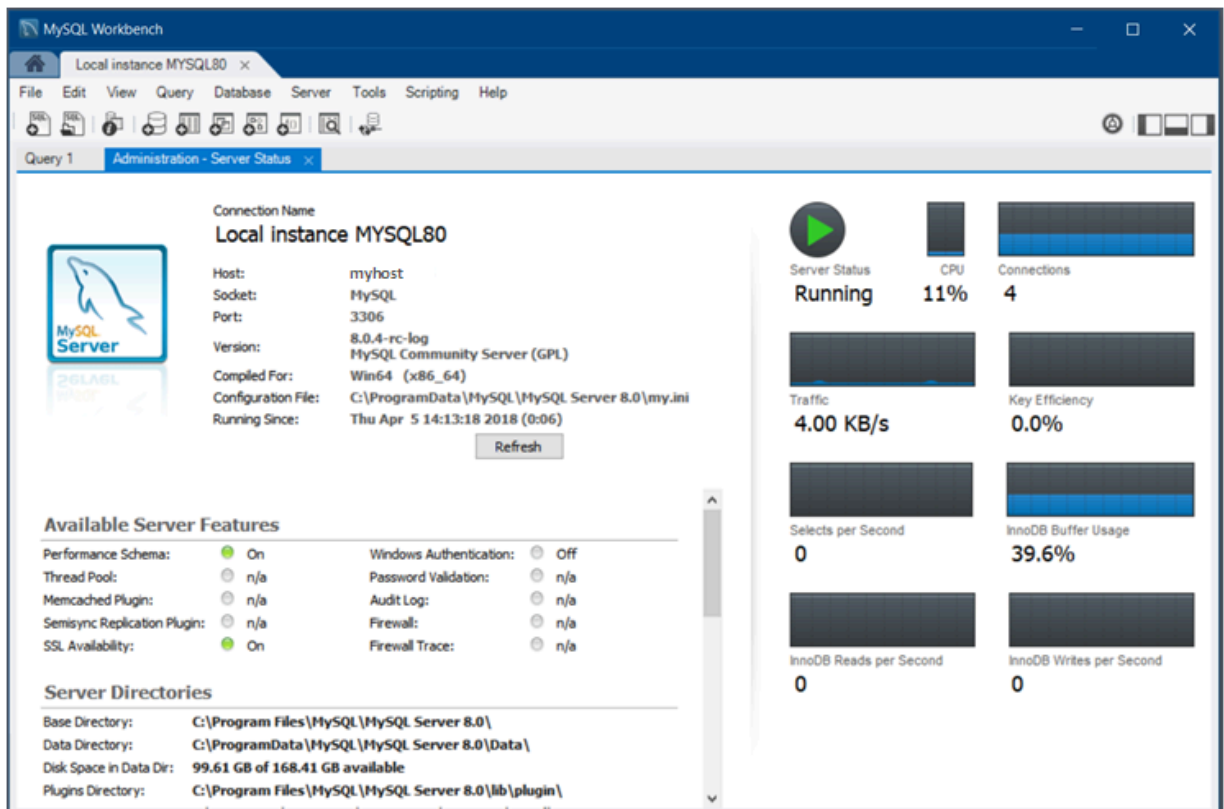 MySQL Workbench
Local instance MYSQL80
File Edit View Query Database Server Tools Scripting Help
Query 1 Administration - Server Status
Connection Name
Local instance MYSQL80
Host: myhost
Socket: MySQL
Port: 3306
Version: 8.0.4-rc-log
MySQL Community Server (GPL)
Compiled For: Win64 (x86_64)
Configuration File: C:\ProgramData\MySQL\MySQL Server 8.0\my.ini
Running Since: Thu Apr 5 14:13:18 2018 (0:06)
Refresh
MySQL
Server
Available Server Features
Performance Schema: On Windows Authentication: Off
Thread Pool: n/a Password Validation: n/a
Memcached Plugin: n/a Audit Log: n/a
Semisync Replication Plugin: n/a Firewall: n/a
SSL Availability: On Firewall Trace: n/a
Server Directories
Base Directory: C:\Program Files\MySQL\MySQL Server 8.0\
Data Directory: C:\ProgramData\MySQL\MySQL Server 8.0\Data\
Disk Space in Data Dir: 99.61 GB of 168.41 GB available
Plugins Directory: C:\Program Files\MySQL\MySQL Server 8.0\lib\plugin\
Server Status CPU Connections
Running 11% 4
Traffic Key Efficiency
4.00 KB/s 0.0%
Selects per Second InnoDB Buffer Usage
0 39.6%
InnoDB Reads per Second InnoDB Writes per Second
0 0